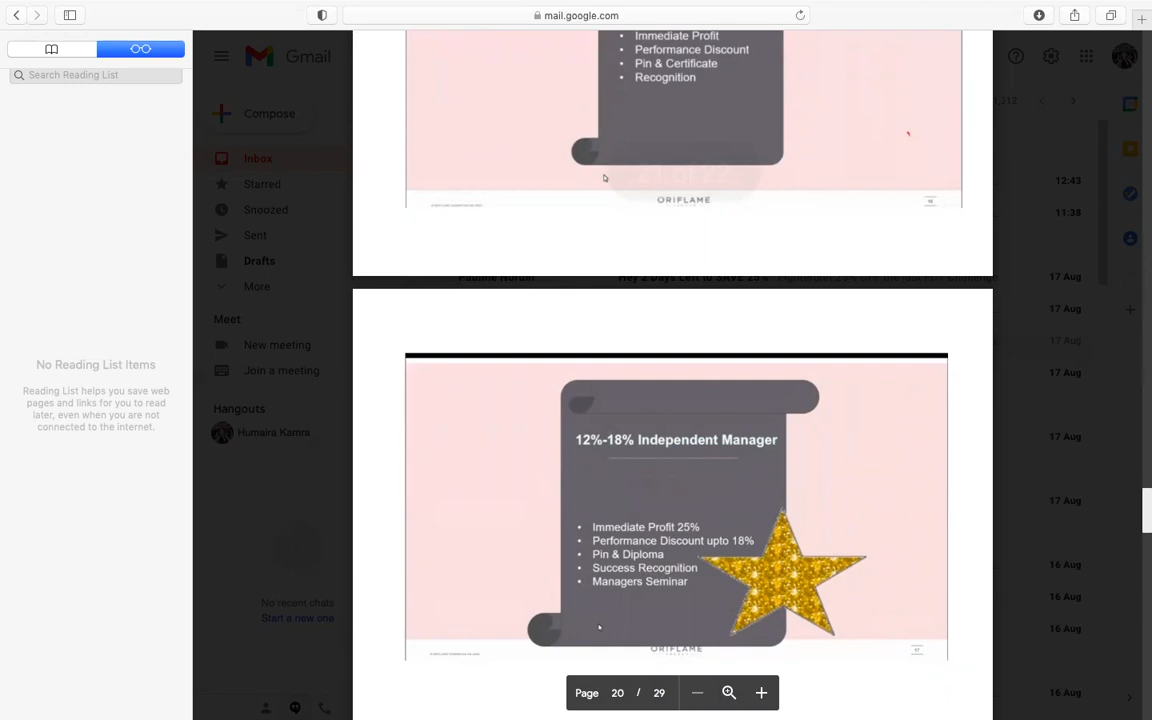 mail.google.com
Search Reading List
No Reading List Items
Reading List helps you save web
pages and links for you to read
later, even when you are not
connected to the internet.
Gmail
Compose
Inbox
Starred
Snoozed
Sent
Drafts
More
Meet
New meeting
Join a meeting
Hangouts
Humaira Kamra
No recent chats
Start a new one
Immediate Profit
Performance Discount
Pin & Certificate
Recognition
ORIFLAME
12%-18% Independent Manager
Immediate Profit 25%
Performance Discount upto 18%
Pin & Diploma
Success Recognition
Managers Seminar
ORIFLAME
Page 20 / 29
12:43
11:38
17 Aug
17 Aug
17 Aug
17 Aug
17 Aug
17 Aug
16 Aug
16 Aug
16 Aug
16 Aug